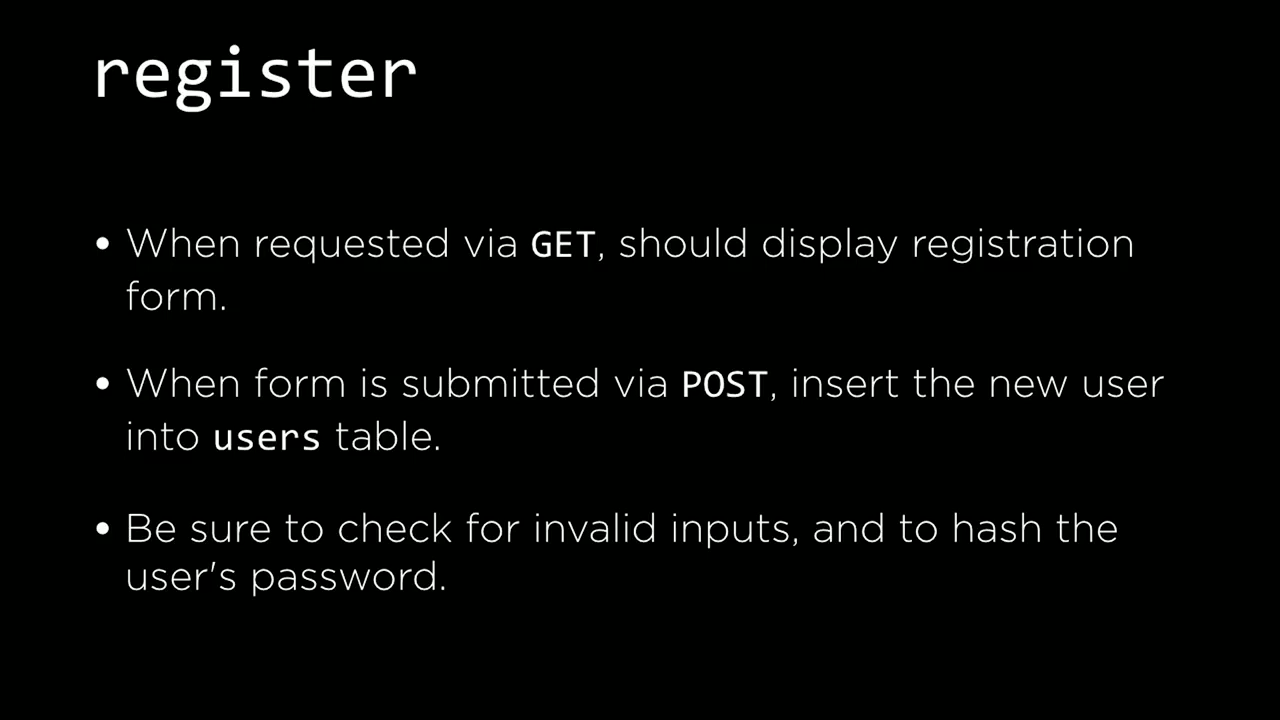 register
• When requested via GET, should display registration
form.
• When form is submitted via POST, insert the new user
into users table.
• Be sure to check for invalid inputs, and to hash the
user's password.